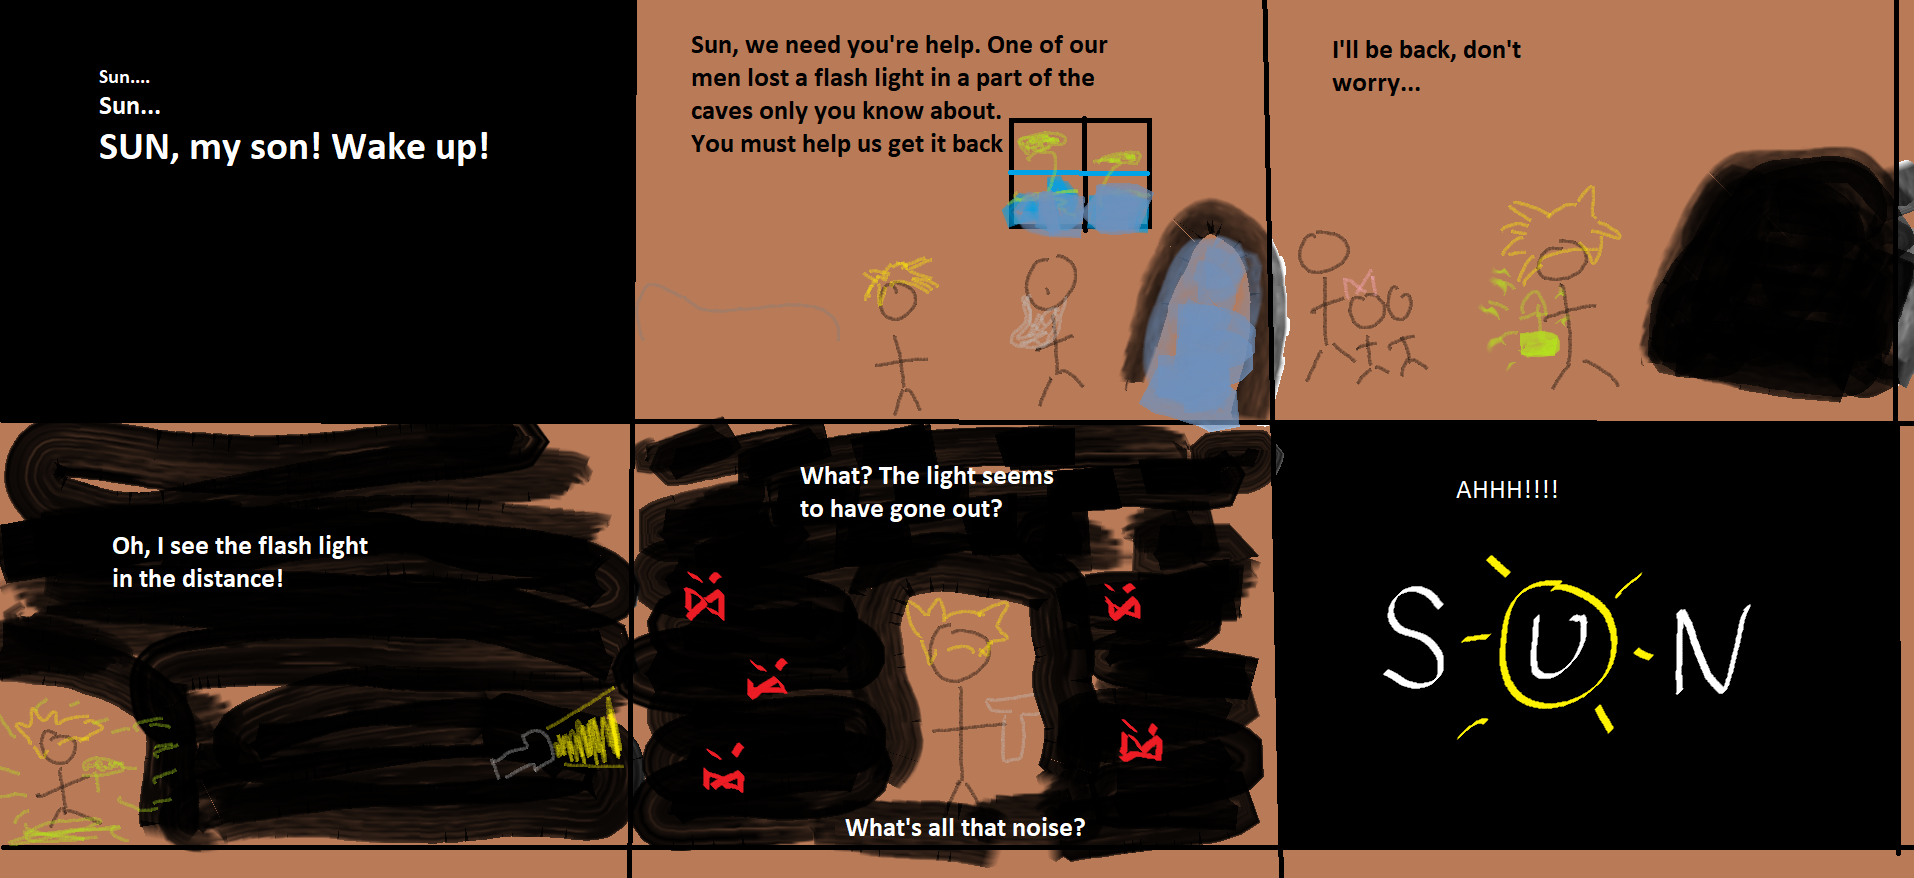 Sun....
Sun...
SUN, my son! Wake up!
Sun, we need you're help. One of our
men lost a flash light in a part of the
caves only you know about.
You must help us get it back
I'll be back, don't
worry...
Oh, I see the flash light
in the distance!
What? The light seems
to have gone out?
What's all that noise?
AHHH!!!!
SUN